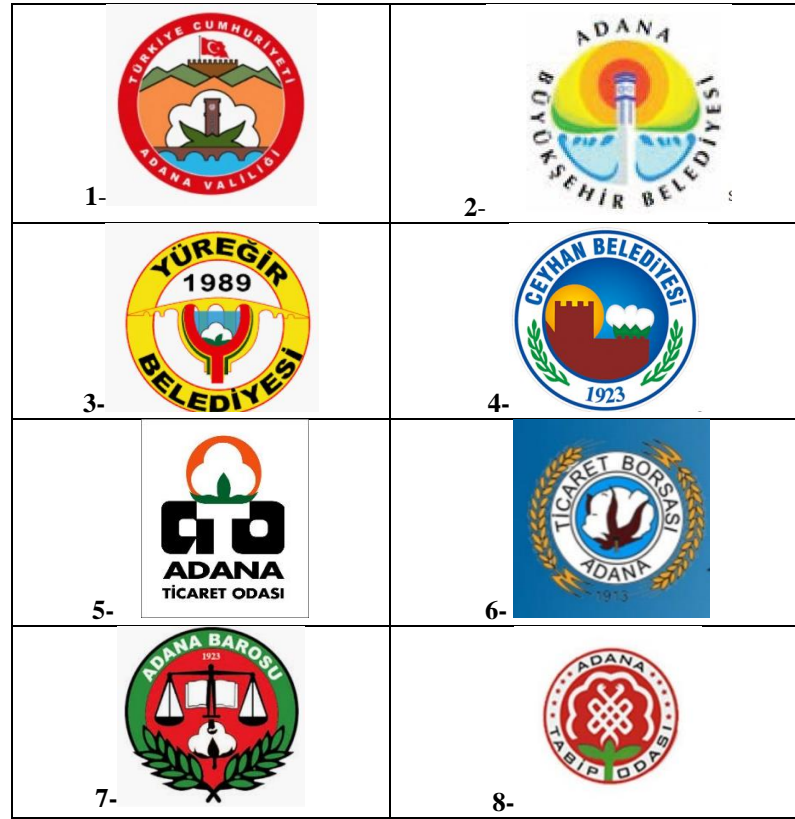 TÜRKİYE CUMHURİYETİ
ADANA VALİLİĞİ
1-
ADANA
BÜYÜKŞEHİR BELEDİYESİ
2-
YÜREĞİR
1989
BELEDİYESİ
3-
CEYHAN BELEDİYESİ
1923
4-
ADANA
TİCARET ODASI
5-
TİCARET BORSASI
ADANA
1913
6-
ADANA BAROSU
1923
7-
ADANA
TABİP ODASI
8-